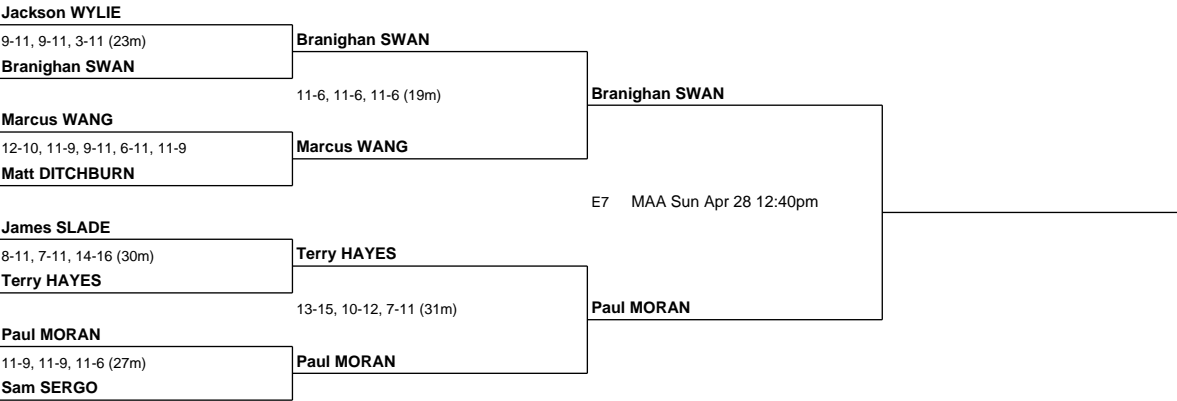 Jackson WYLIE
9-11, 9-11, 3-11 (23m)
Branighan SWAN
Branighan SWAN
11-6, 11-6, 11-6 (19m)
Branighan SWAN
Marcus WANG
12-10, 11-9, 9-11, 6-11, 11-9
Marcus WANG
Matt DITCHBURN
E7 MAA Sun Apr 28 12:40pm
James SLADE
8-11, 7-11, 14-16 (30m)
Terry HAYES
Terry HAYES
13-15, 10-12, 7-11 (31m)
Paul MORAN
Paul MORAN
11-9, 11-9, 11-6 (27m)
Paul MORAN
Sam SERGO